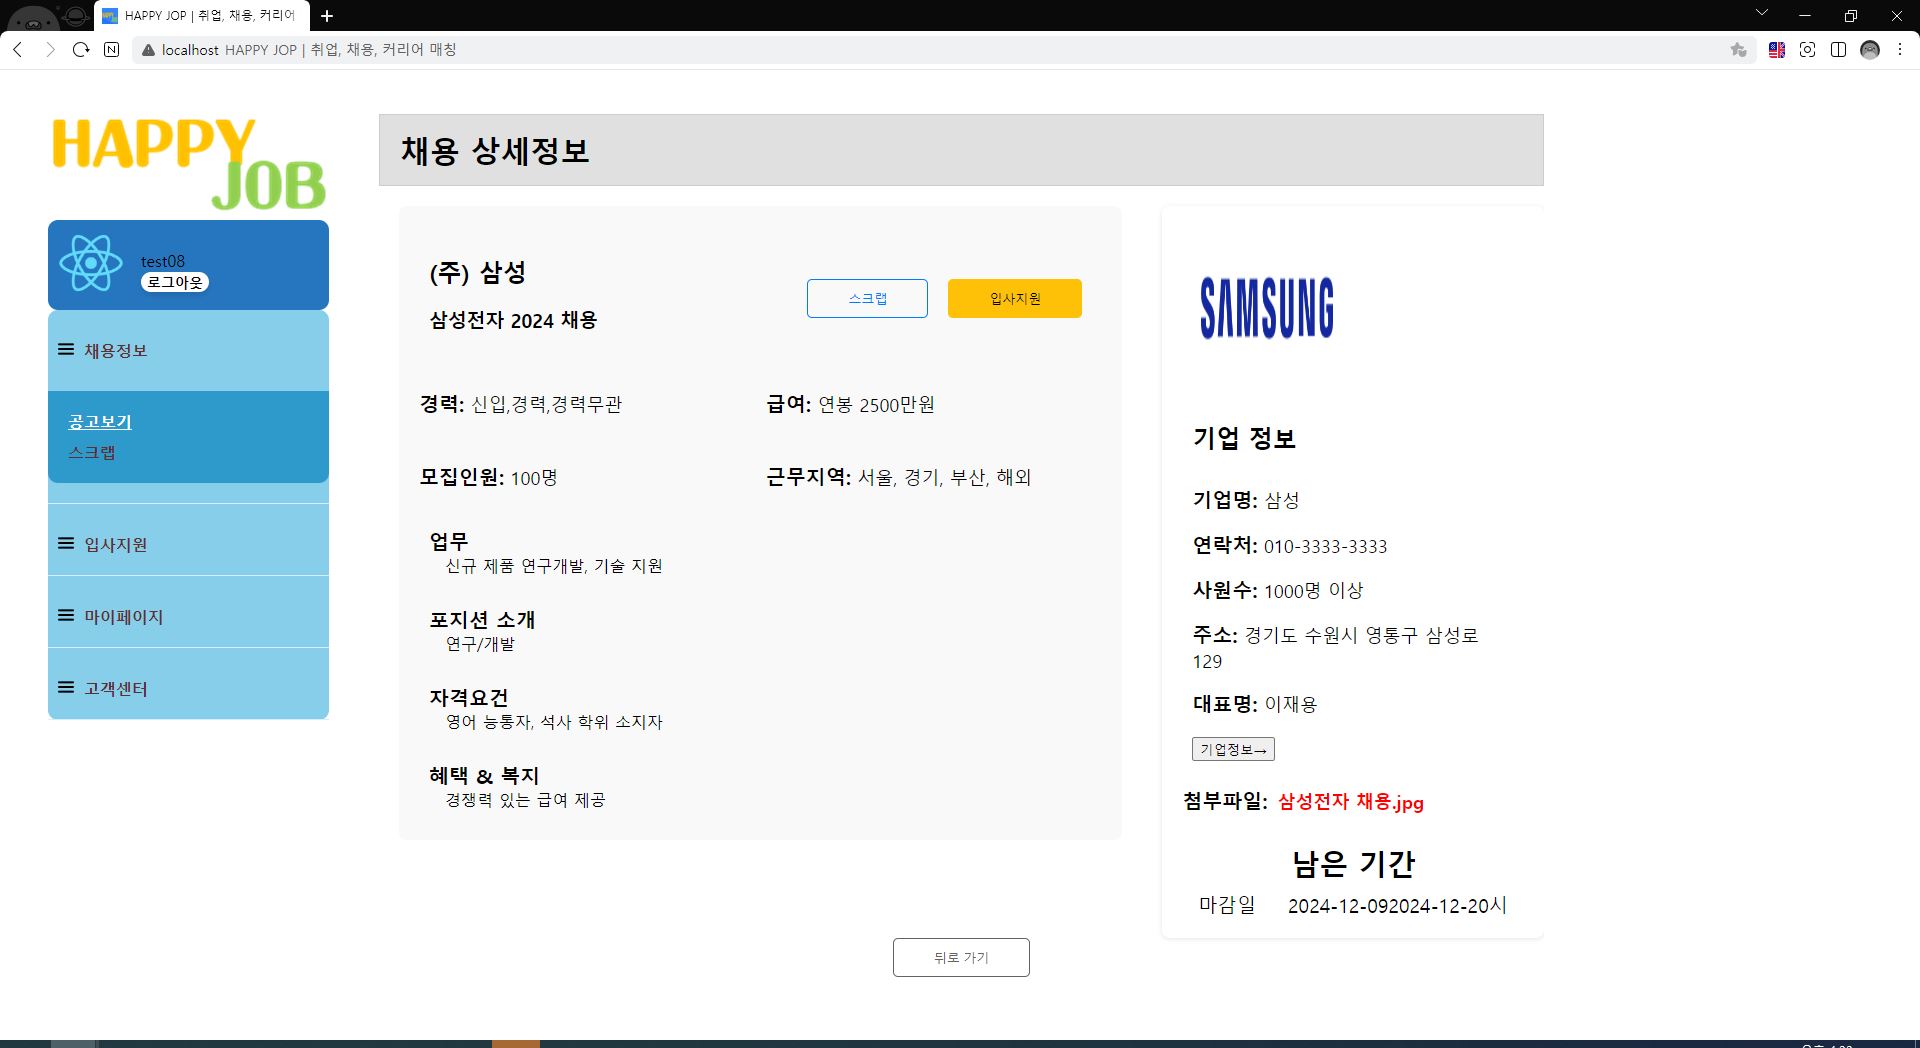 HAPPY JOP | 취업, 채용, 커리어
localhost HAPPY JOP | 취업, 채용, 커리어 매칭
HAPPY
JOB
test08
로그아웃
채용정보
공고보기
스크랩
입사지원
마이페이지
고객센터
채용 상세정보
(주) 삼성
삼성전자 2024 채용
스크랩
입사지원
경력: 신입,경력,경력무관
급여: 연봉 2500만원
모집인원: 100명
근무지역: 서울, 경기, 부산, 해외
업무
신규 제품 연구개발, 기술 지원
포지션 소개
연구/개발
자격요건
영어 능통자, 석사 학위 소지자
혜택 & 복지
경쟁력 있는 급여 제공
SAMSUNG
기업 정보
기업명: 삼성
연락처: 010-3333-3333
사원수: 1000명 이상
주소: 경기도 수원시 영통구 삼성로
129
대표명: 이재용
기업정보→
첨부파일: 삼성전자 채용.jpg
남은 기간
마감일 2024-12-092024-12-20시
뒤로 가기